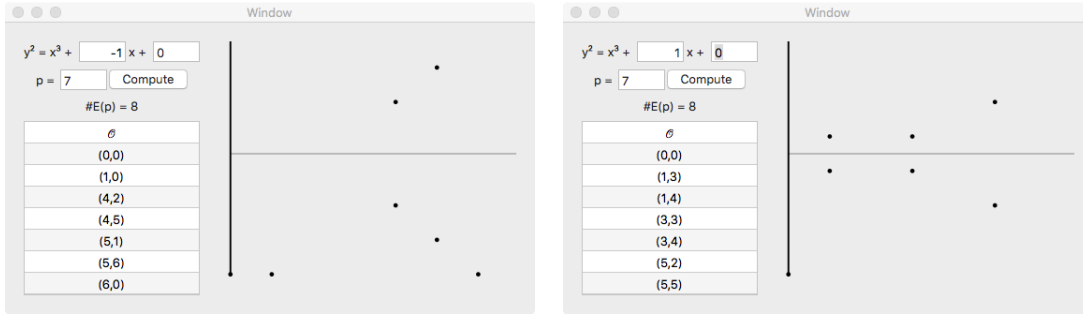 Window
y² = x³ + -1 x + 0
p = 7 Compute
#E(p) = 8
𝒪
(0,0)
(1,0)
(4,2)
(4,5)
(5,1)
(5,6)
(6,0)
Window
y² = x³ + 1 x + 0
p = 7 Compute
#E(p) = 8
𝒪
(0,0)
(1,3)
(1,4)
(3,3)
(3,4)
(5,2)
(5,5)